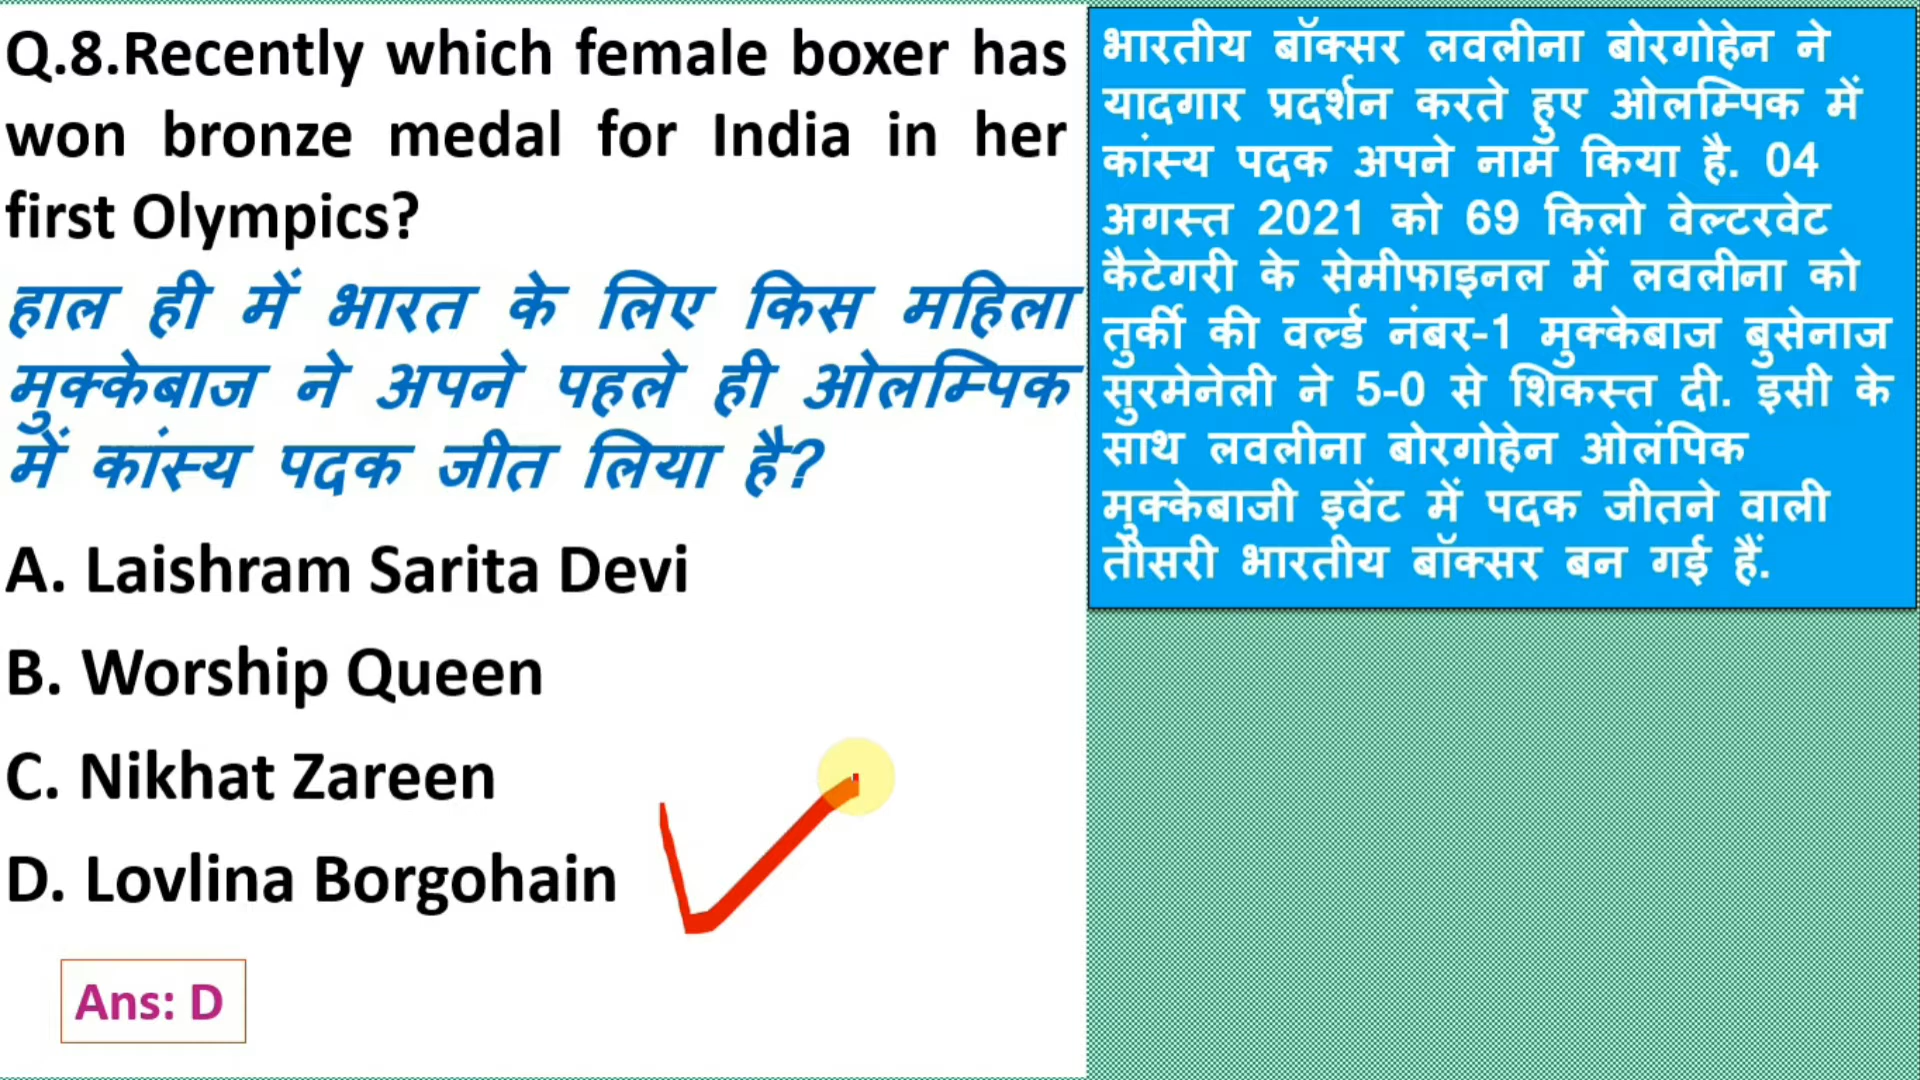 Q.8.Recently which female boxer has
won bronze medal for India in her
first Olympics?
हाल ही में भारत के लिए किस महिला
मुक्केबाज ने अपने पहले ही ओलम्पिक
में कांस्य पदक जीत लिया है?
A. Laishram Sarita Devi
B. Worship Queen
C. Nikhat Zareen
D. Lovlina Borgohain
Ans: D
भारतीय बॉक्सर लवलीना बोरगोहेन ने
यादगार प्रदर्शन करते हुए ओलम्पिक में
कांस्य पदक अपने नाम किया है. 04
अगस्त 2021 को 69 किलो वेल्टरवेट
कैटेगरी के सेमीफाइनल में लवलीना को
तुर्की की वर्ल्ड नंबर-1 मुक्केबाज बुसेनाज
सुरमेनेली ने 5-0 से शिकस्त दी. इसी के
साथ लवलीना बोरगोहेन ओलंपिक
मुक्केबाजी इवेंट में पदक जीतने वाली
तीसरी भारतीय बॉक्सर बन गई हैं.